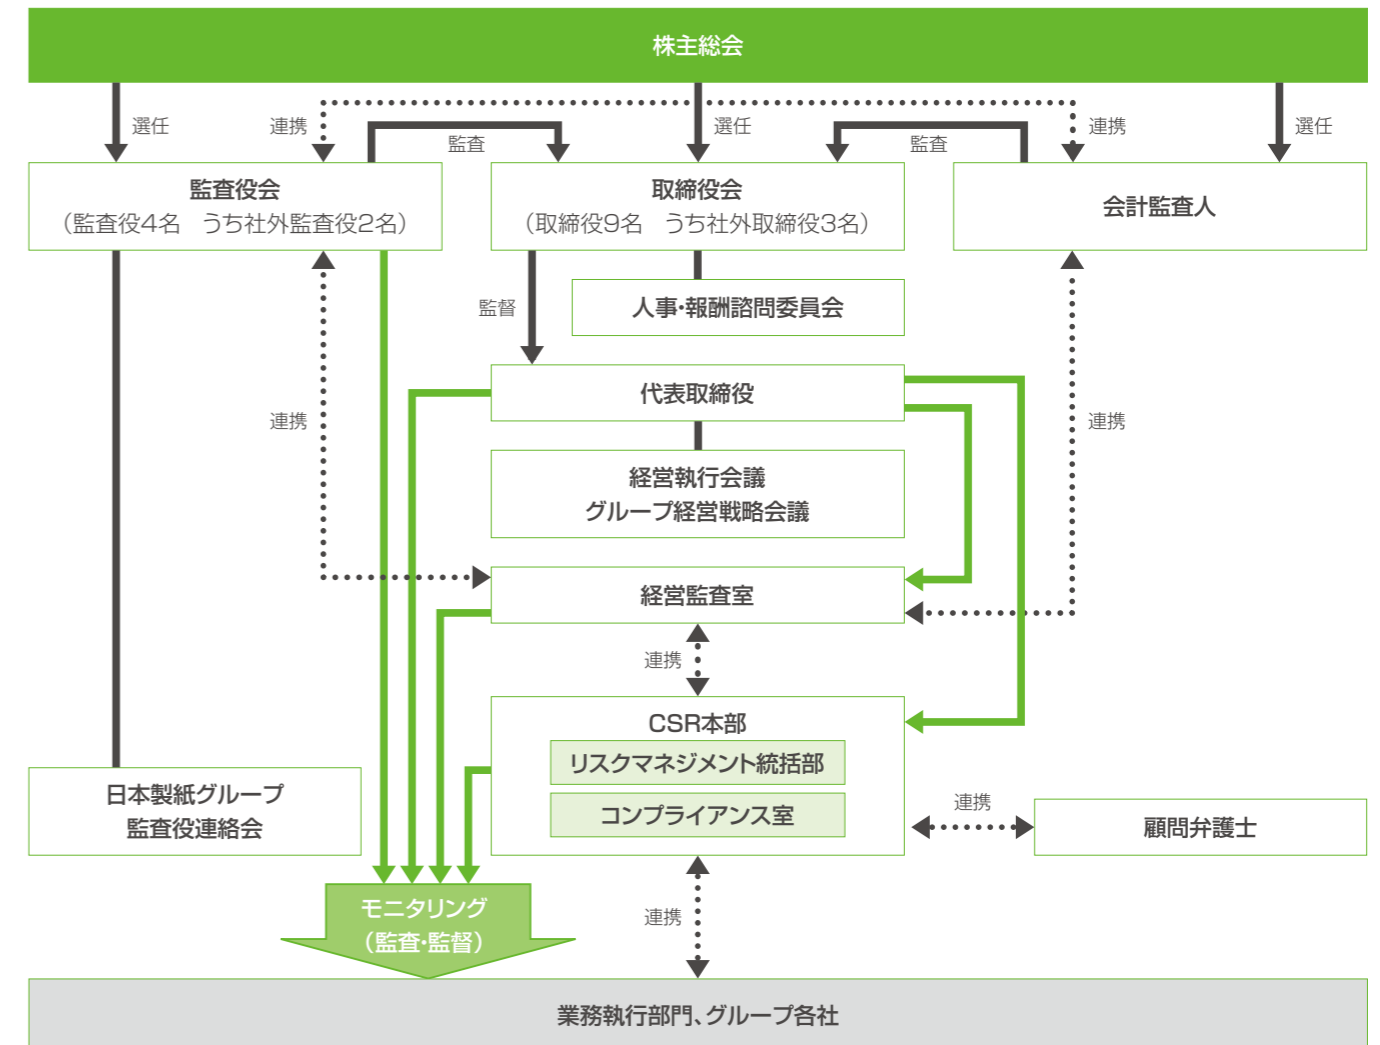 株主総会
選任
連携
監査
選任
監査
連携
選任
監査役会
（監査役4名　うち社外監査役2名）
取締役会
（取締役9名　うち社外取締役3名）
会計監査人
監督
人事・報酬諮問委員会
代表取締役
連携
連携
経営執行会議
グループ経営戦略会議
経営監査室
連携
CSR本部
リスクマネジメント統括部
コンプライアンス室
日本製紙グループ
監査役連絡会
連携
顧問弁護士
モニタリング
（監査・監督）
連携
業務執行部門、グループ各社